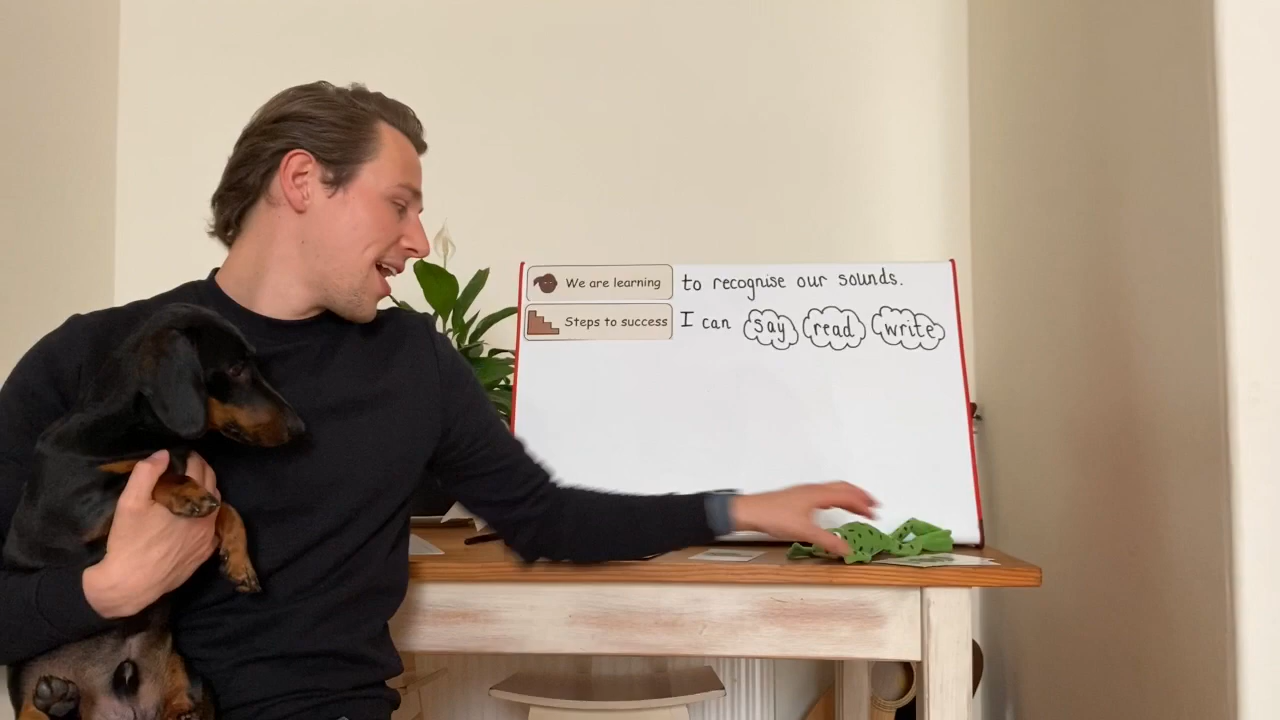 We are learning to recognise our sounds.
Steps to success I can say read write